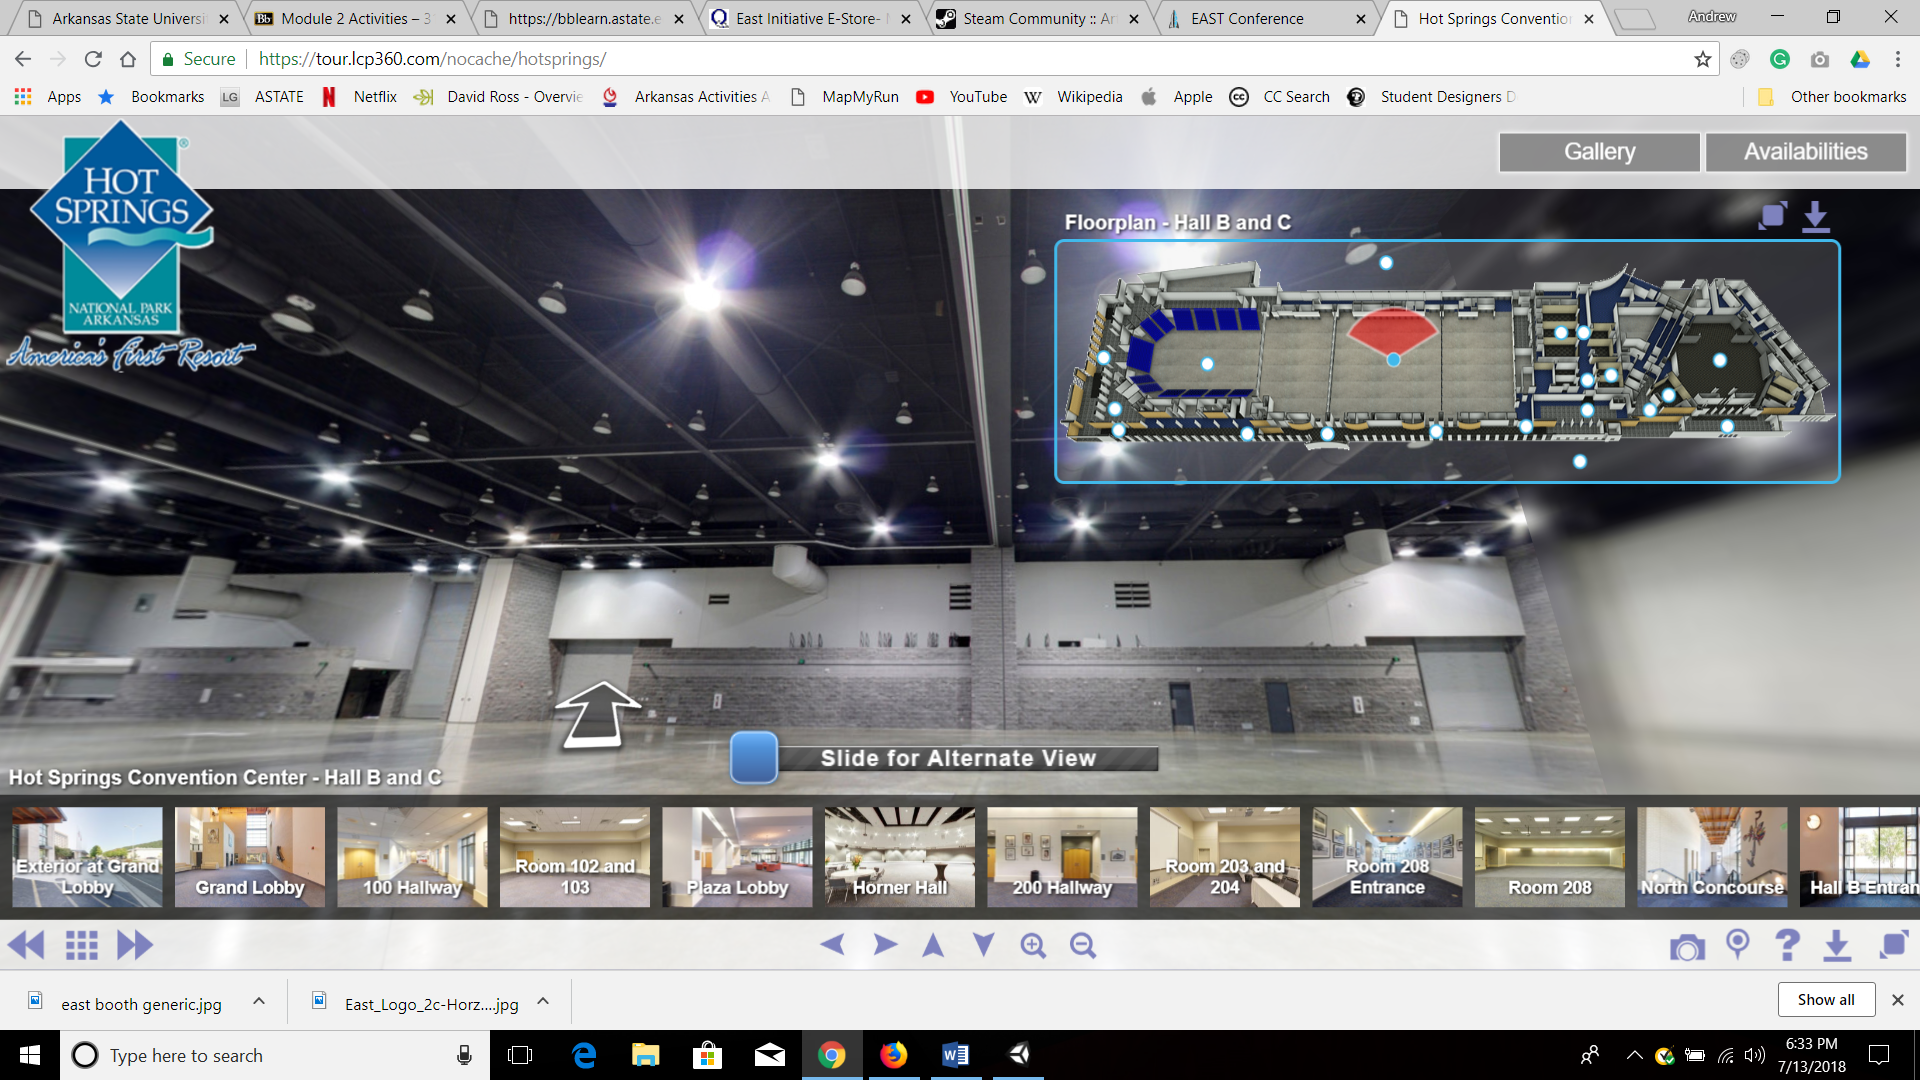 Arkansas State Universi
Module 2 Activities – 3
https://bblearn.astate.e
East Initiative E-Store-
Steam Community :: A
EAST Conference
Hot Springs Convention
Andrew
Secure
https://tour.lcp360.com/nocache/hotsprings/
Apps
Bookmarks
LG
ASTATE
Netflix
David Ross - Overvie
Arkansas Activities A
MapMyRun
YouTube
W
Wikipedia
Apple
CC Search
Student Designers D
Other bookmarks
Gallery
Availabilities
HOT
SPRINGS
®
NATIONAL PARK
ARKANSAS
America's First Resort
Floorplan - Hall B and C
Slide for Alternate View
Hot Springs Convention Center - Hall B and C
Exterior at Grand
Lobby
Grand Lobby
100 Hallway
Room 102 and
103
Plaza Lobby
Horner Hall
200 Hallway
Room 203 and
204
Room 208
Entrance
Room 208
North Concourse
Hall B Entran
east booth generic.jpg
East_Logo_2c-Horz....jpg
Show all
Type here to search
6:33 PM
7/13/2018